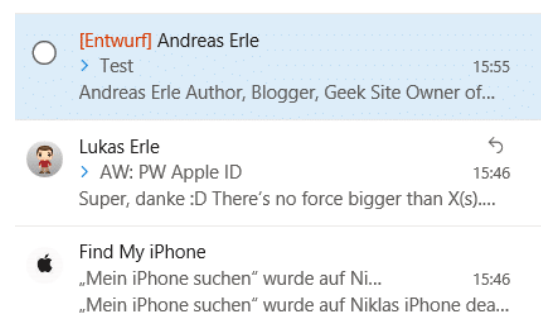 [Entwurf] Andreas Erle
> Test 15:55
Andreas Erle Author, Blogger, Geek Site Owner of...
Lukas Erle
> AW: PW Apple ID 15:46
Super, danke :D There's no force bigger than X(s)....
Find My iPhone
„Mein iPhone suchen“ wurde auf Ni... 15:46
„Mein iPhone suchen“ wurde auf Niklas iPhone dea...